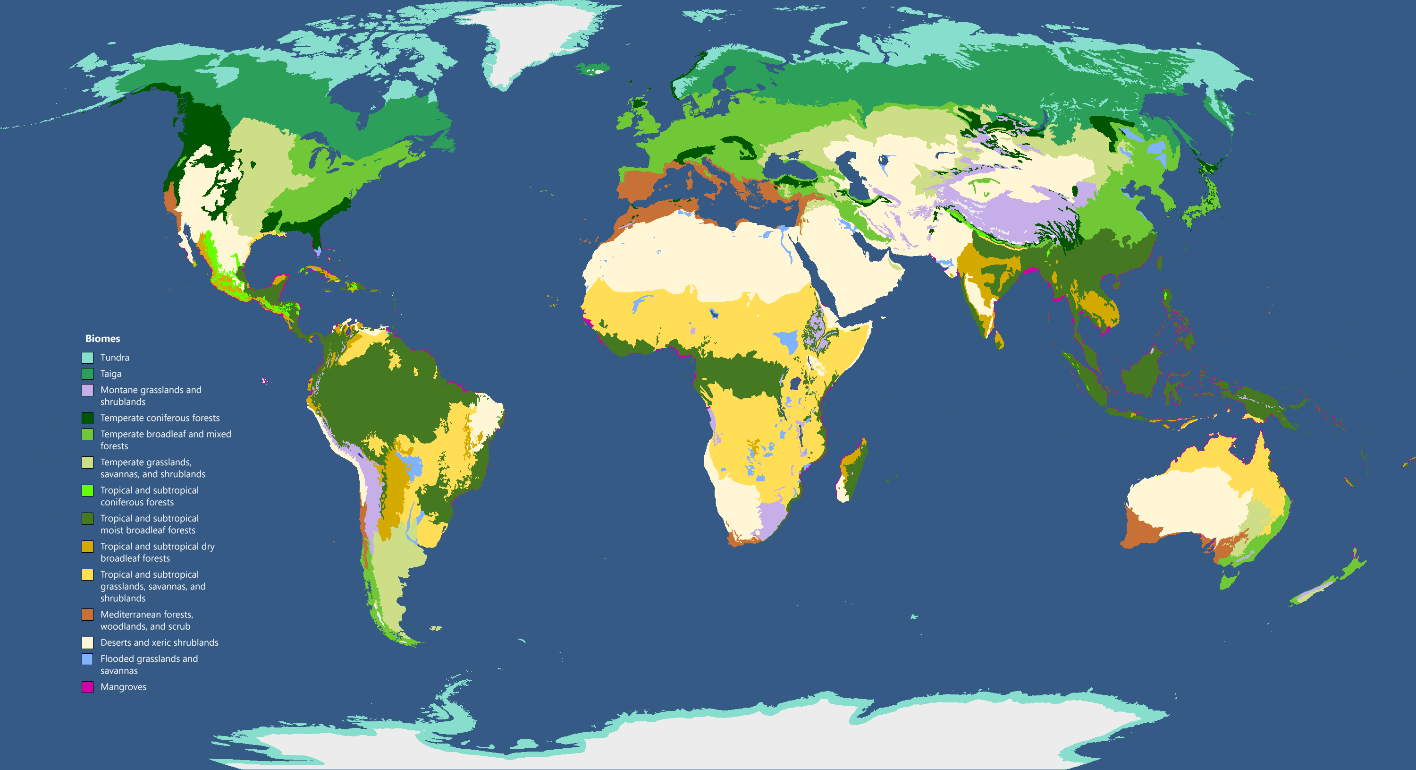 Biomes
Tundra
Taiga
Montane grasslands and
shrublands
Temperate coniferous forests
Temperate broadleaf and mixed
forests
Temperate grasslands,
savannas, and shrublands
Tropical and subtropical
coniferous forests
Tropical and subtropical
moist broadleaf forests
Tropical and subtropical dry
broadleaf forests
Tropical and subtropical
grasslands, savannas, and
shrublands
Mediterranean forests,
woodlands, and scrub
Deserts and xeric shrublands
Flooded grasslands and
savannas
Mangroves